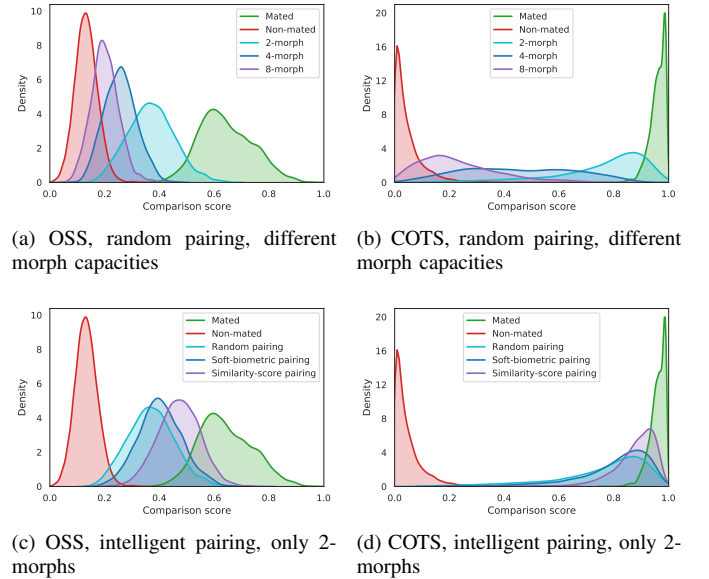 10
8
6
4
2
0
Density
0.0 0.2 0.4 0.6 0.8 1.0
Comparison score
Mated
Non-mated
2-morph
4-morph
8-morph
20
16
12
8
4
0
Density
0.0 0.2 0.4 0.6 0.8 1.0
Comparison score
Mated
Non-mated
2-morph
4-morph
8-morph
(a) OSS, random pairing, different
morph capacities
(b) COTS, random pairing, different
morph capacities
10
8
6
4
2
0
Density
0.0 0.2 0.4 0.6 0.8 1.0
Comparison score
Mated
Non-mated
Random pairing
Soft-biometric pairing
Similarity-score pairing
20
16
12
8
4
0
Density
0.0 0.2 0.4 0.6 0.8 1.0
Comparison score
Mated
Non-mated
Random pairing
Soft-biometric pairing
Similarity-score pairing
(c) OSS, intelligent pairing, only 2-
morphs
(d) COTS, intelligent pairing, only 2-
morphs